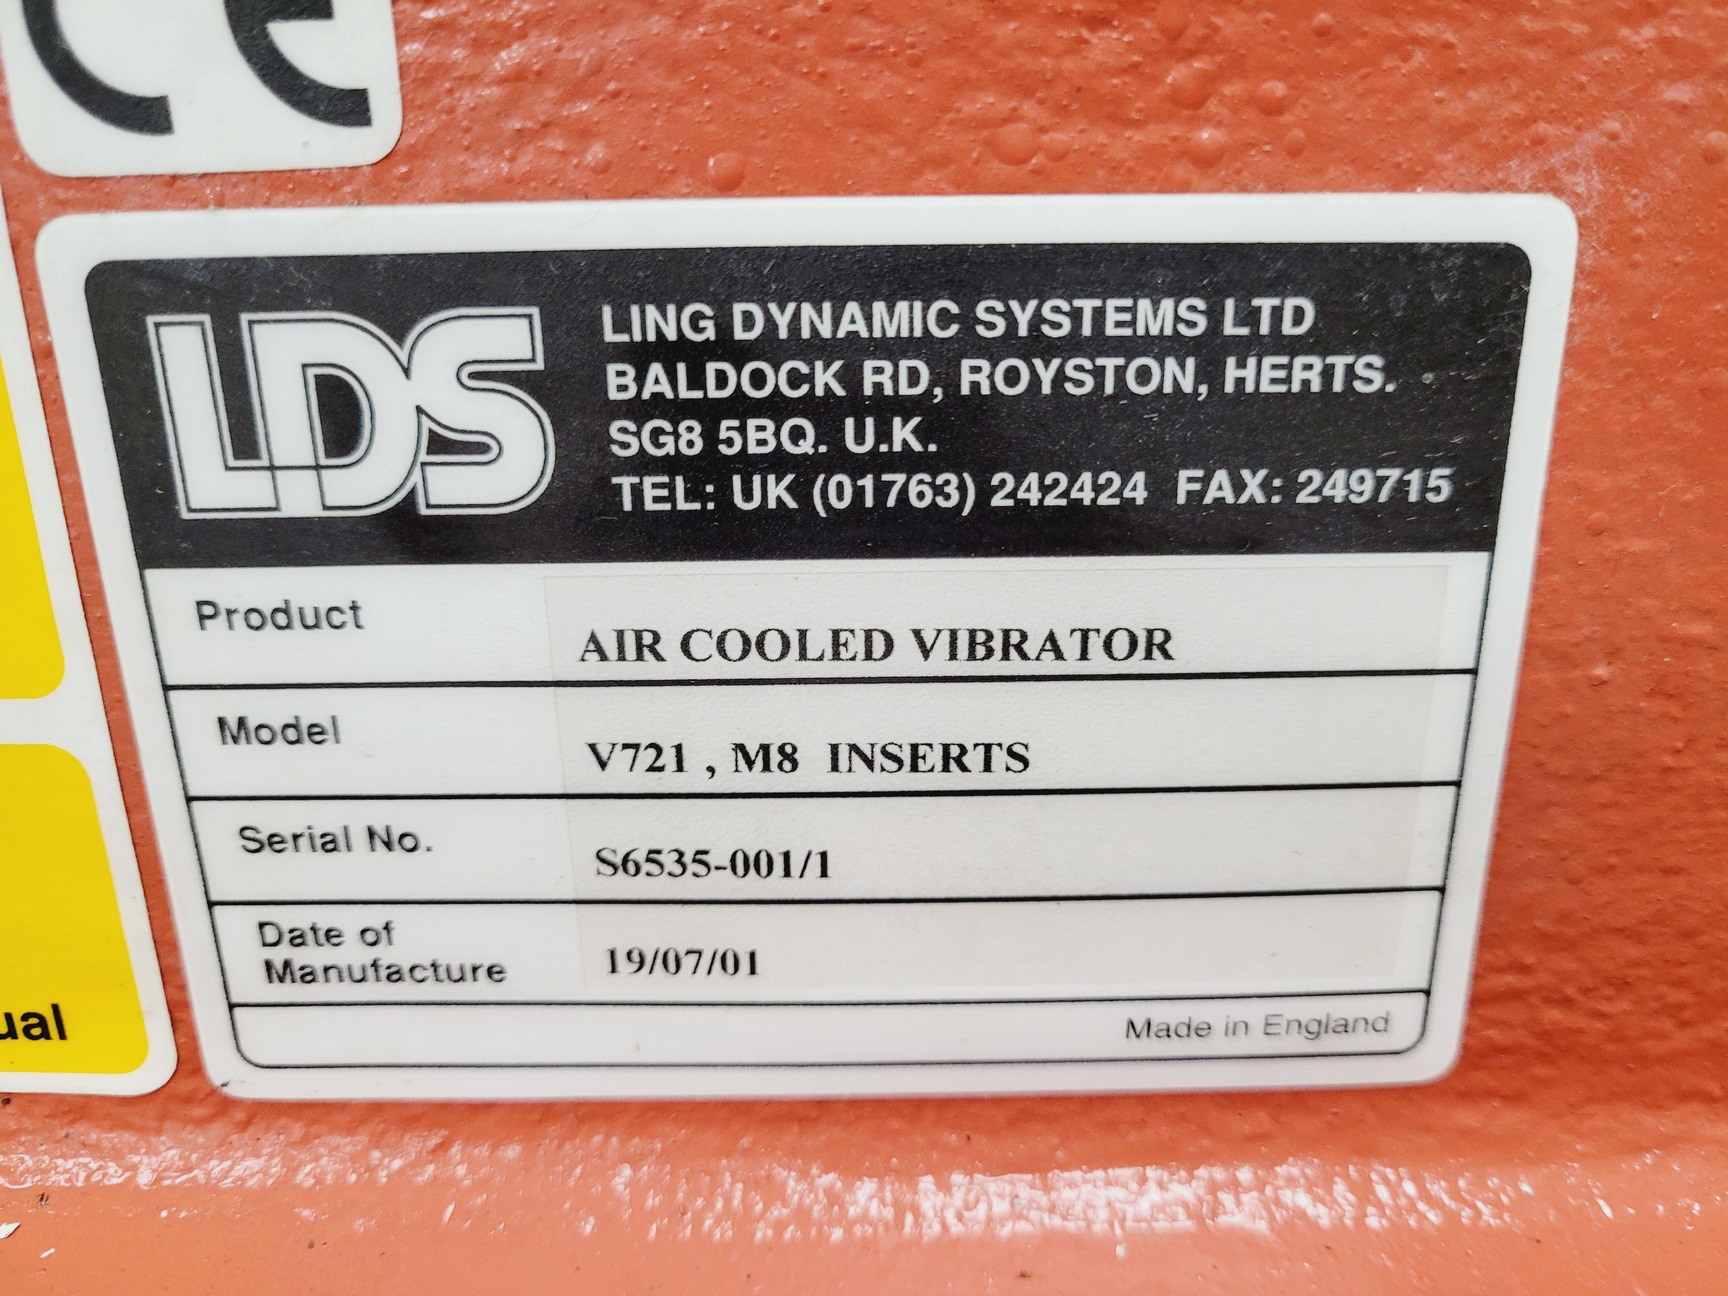 CE
LDS
LING DYNAMIC SYSTEMS LTD
BALDOCK RD, ROYSTON, HERTS.
SG8 5BQ. U.K.
TEL: UK (01763) 242424 FAX: 249715
Product AIR COOLED VIBRATOR
Model V721 , M8 INSERTS
Serial No. S6535-001/1
Date of
Manufacture 19/07/01
Made in England
ual